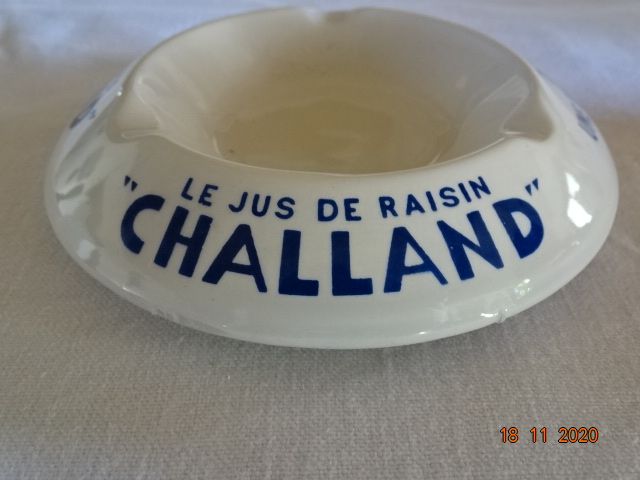 LE JUS DE RAISIN
"CHALLAND"
18 11 2020